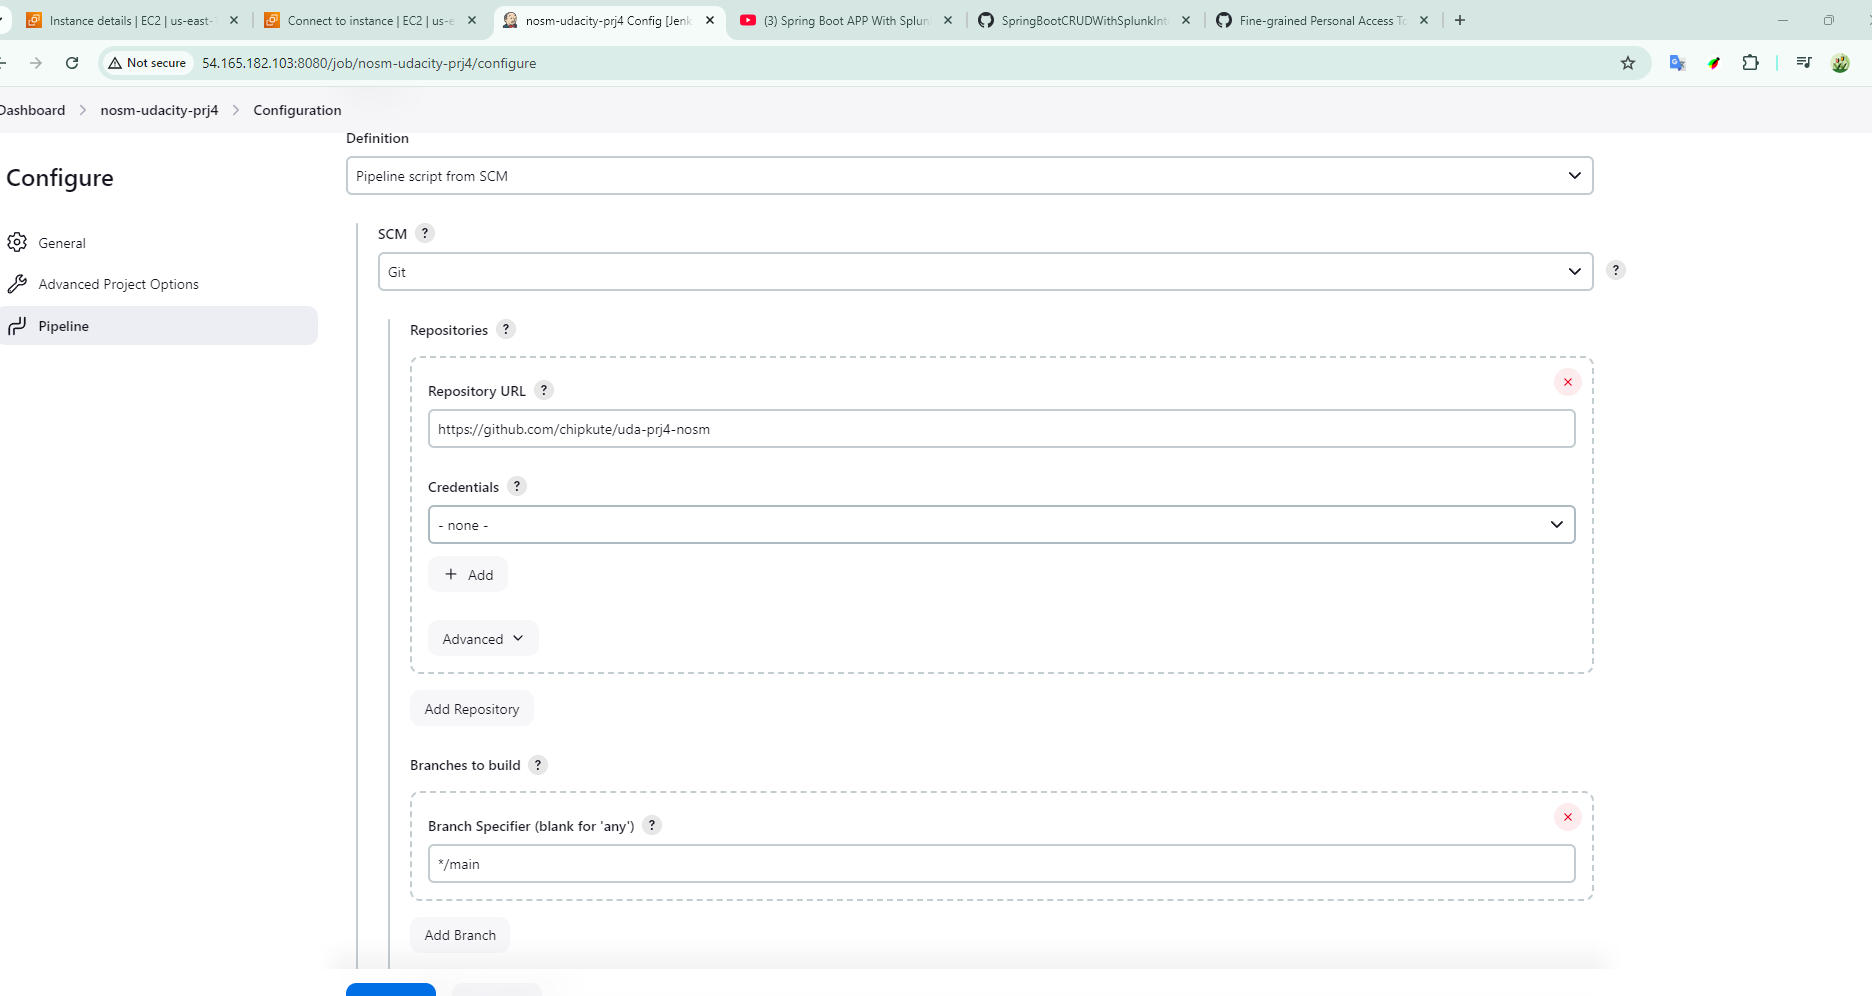 Instance details | EC2 | us-east-1
Connect to instance | EC2 | us-e
nosm-udacity-prj4 Config [Jenk
(3) Spring Boot APP With Splun
SpringBootCRUDWithSplunkInt
Fine-grained Personal Access To
Not secure
54.165.182.103:8080/job/nosm-udacity-prj4/configure
Dashboard
nosm-udacity-prj4
Configuration
Definition
Configure
Pipeline script from SCM
General
Advanced Project Options
Pipeline
SCM ?
Git
?
Repositories ?
Repository URL ?
https://github.com/chipkute/uda-prj4-nosm
Credentials ?
- none -
Add
Advanced
Add Repository
Branches to build ?
Branch Specifier (blank for 'any') ?
*/main
Add Branch